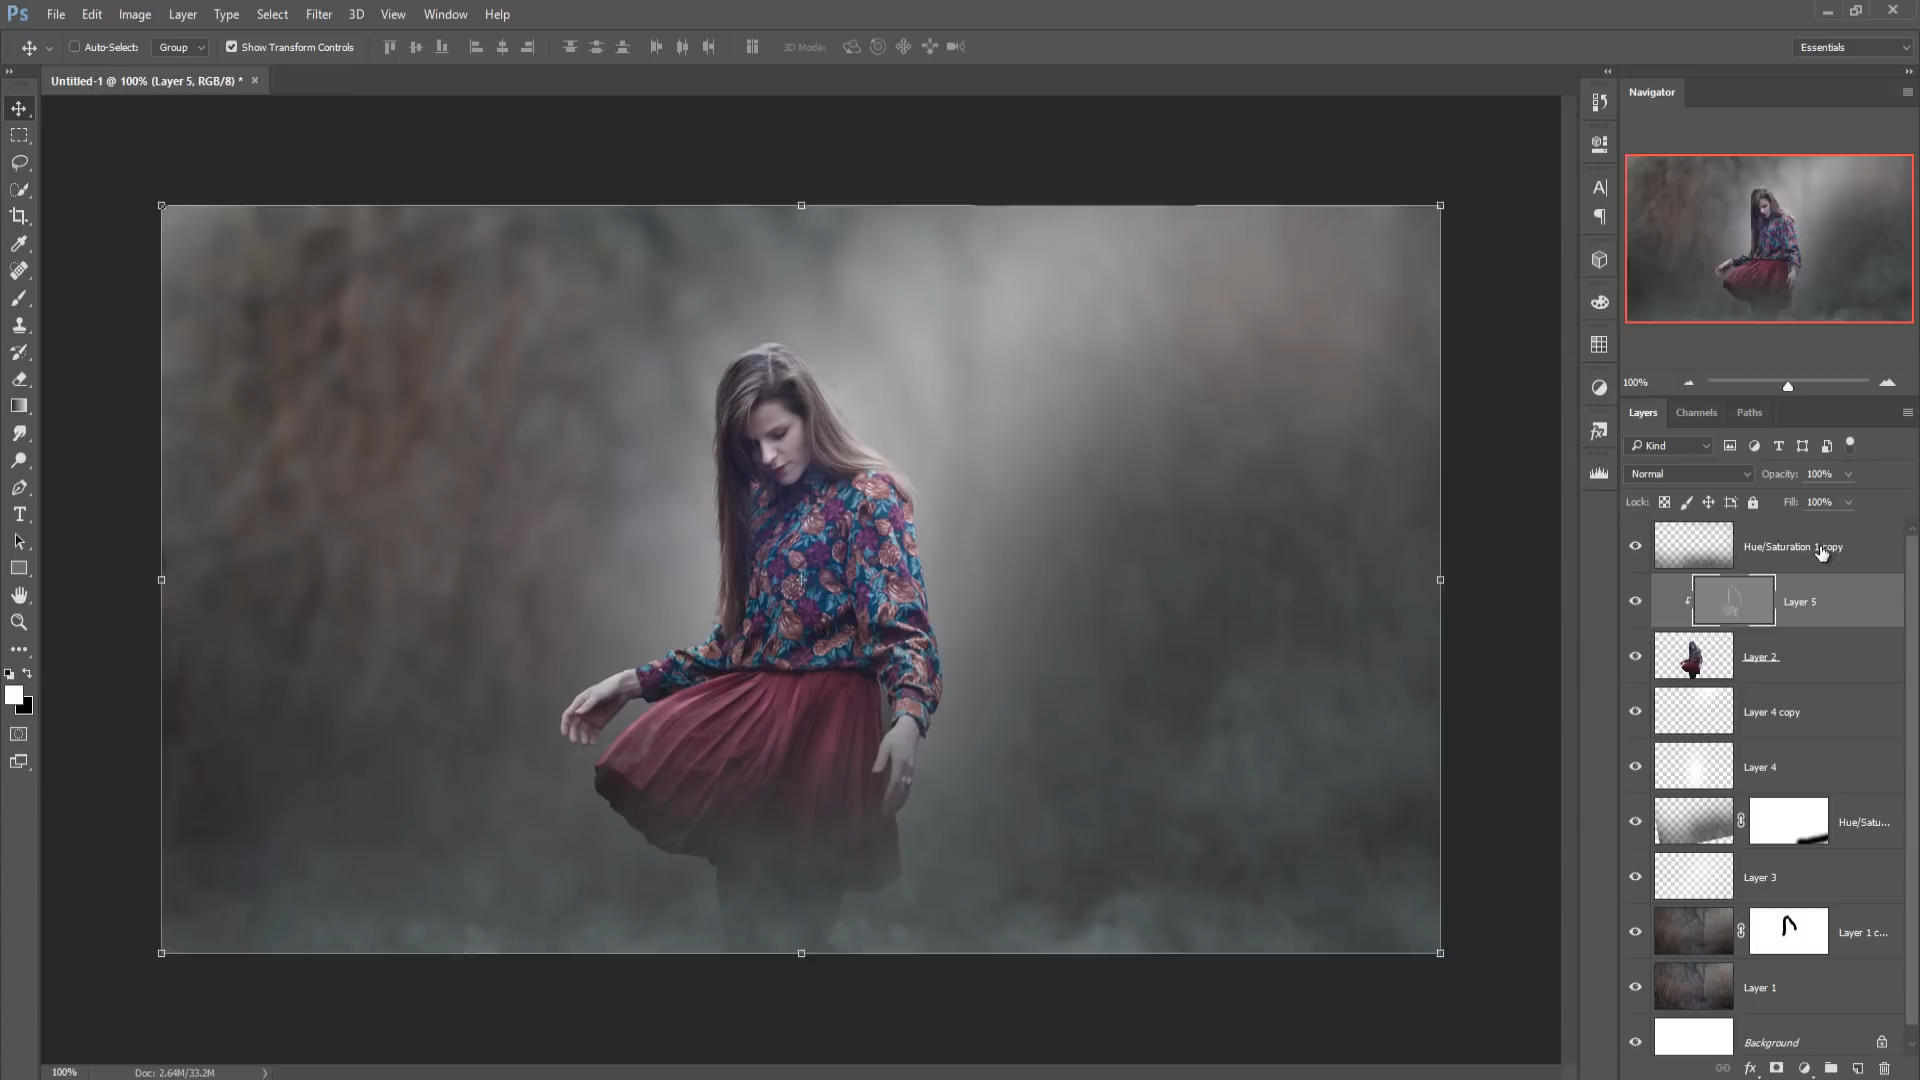 Ps File Edit Image Layer Type Select Filter 3D View Window Help
Auto-Select: Group Show Transform Controls 3D Mode: Essentials
Untitled-1 @ 100% (Layer 5, RGB/8) * ×
Navigator
100%
Layers Channels Paths
Kind
Normal Opacity: 100%
Lock: Fill: 100%
Hue/Saturation 1 copy
Layer 5
Layer 2
Layer 4 copy
Layer 4
Hue/Satu...
Layer 3
Layer 1 c...
Layer 1
Background
100% Doc: 2.64M/33.2M